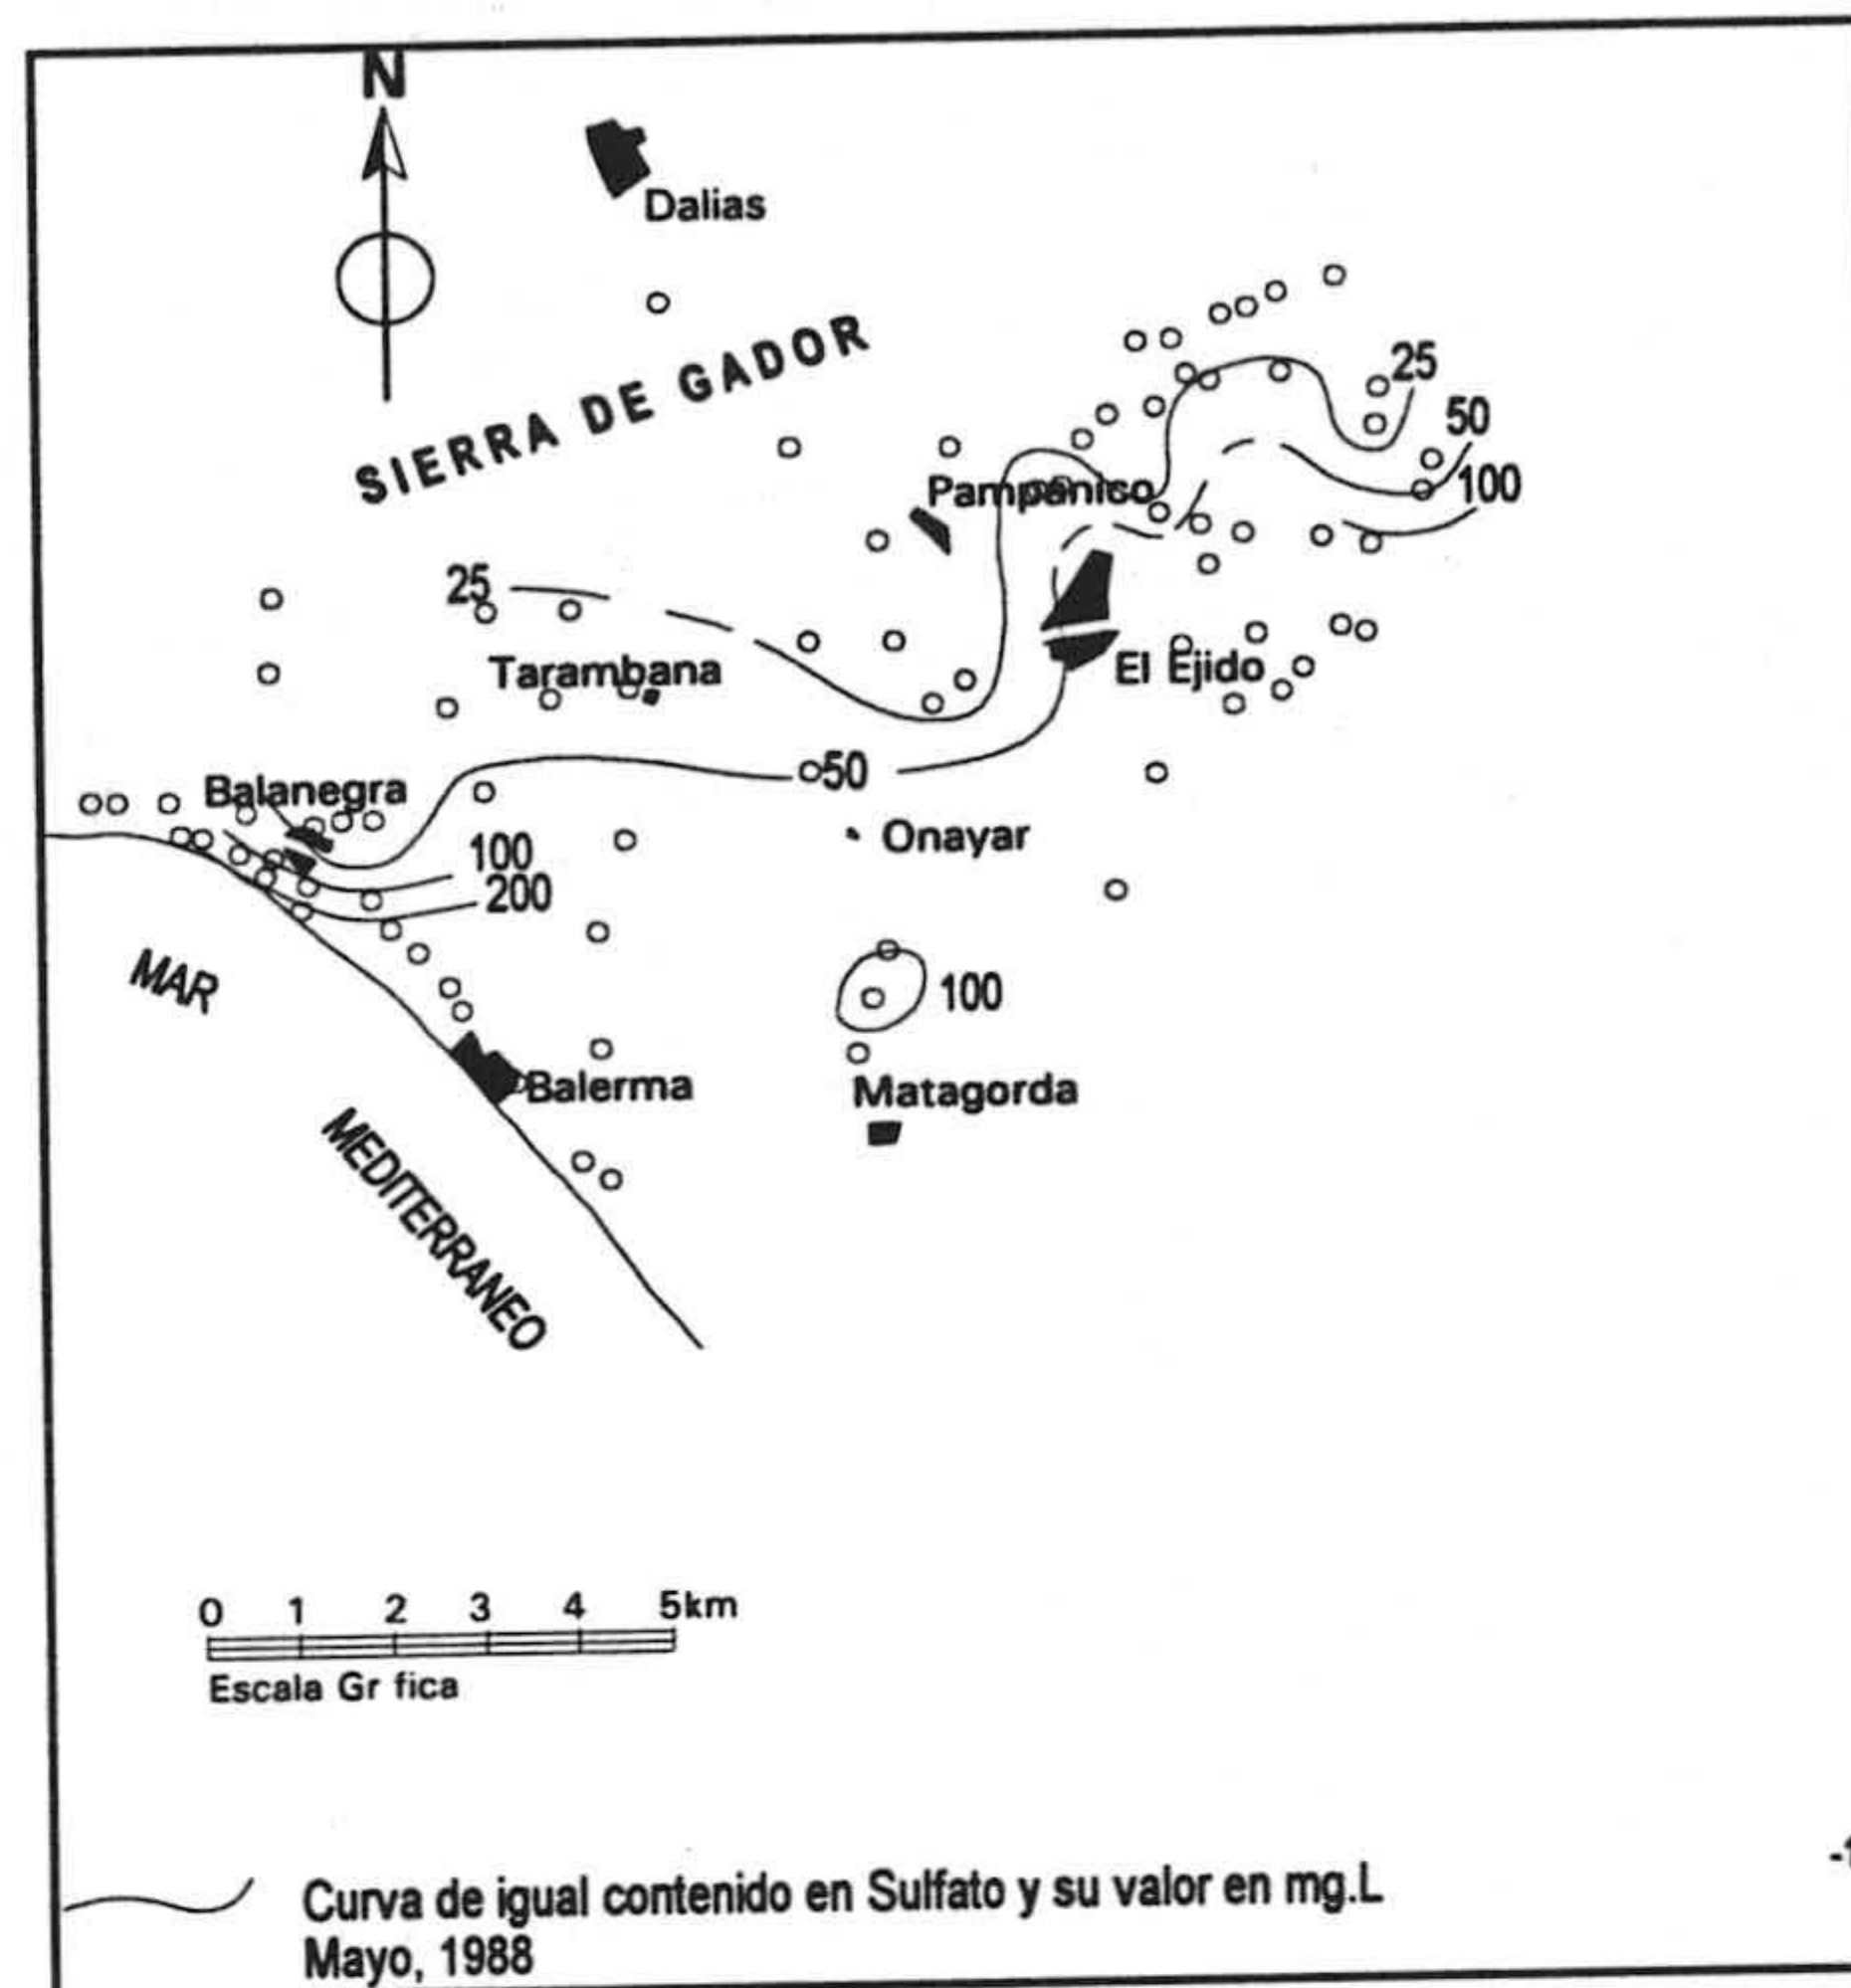 N
Dalias
SIERRA DE GADOR
25
50
Pampanico
100
25
Tarambana
El Ejido
50
Balanegra
Onayar
100
200
MAR
100
Balerma
Matagorda
MEDITERRANEO
0 1 2 3 4 5km
Escala Gr fica
Curva de igual contenido en Sulfato y su valor en mg.L
Mayo, 1988